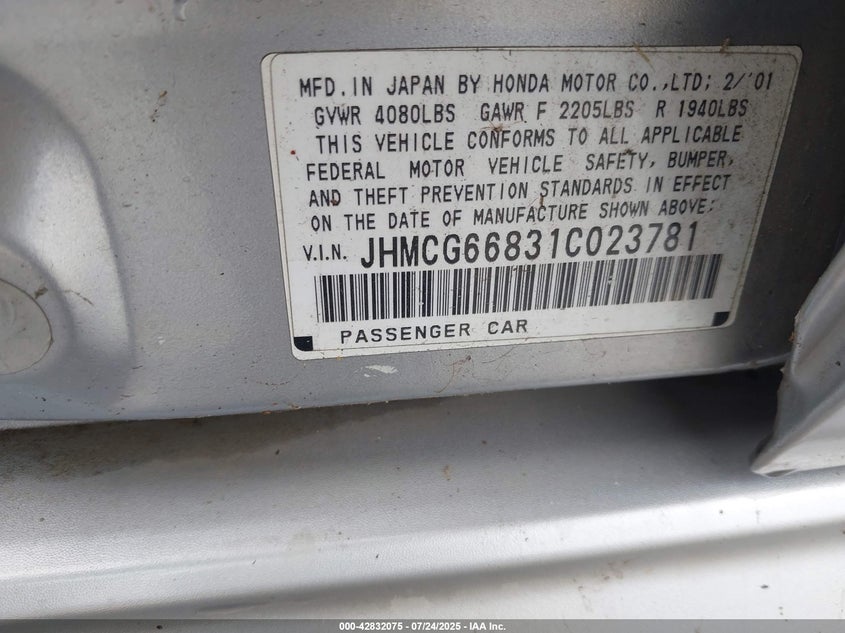 MFD.IN JAPAN BY HONDA MOTOR CO.,LTD; 2/'01
GVWR 4080LBS GAWR F 2205LBS R 1940LBS
THIS VEHICLE CONFORMS TO ALL APPLICABLE
FEDERAL MOTOR VEHICLE SAFETY, BUMPER,
AND THEFT PREVENTION STANDARDS IN EFFECT
ON THE DATE OF MANUFACTURE SHOWN ABOVE:
V.I.N. JHMCG66831C023781
PASSENGER CAR
000-42832075 - 07/24/2025 - IAA Inc.